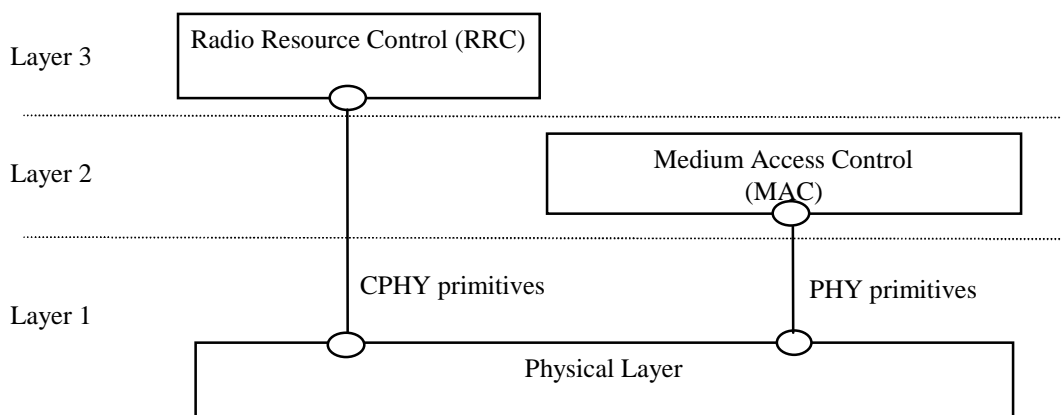 Radio Resource Control (RRC)
Layer 3
Medium Access Control
(MAC)
Layer 2
CPHY primitives
PHY primitives
Layer 1
Physical Layer